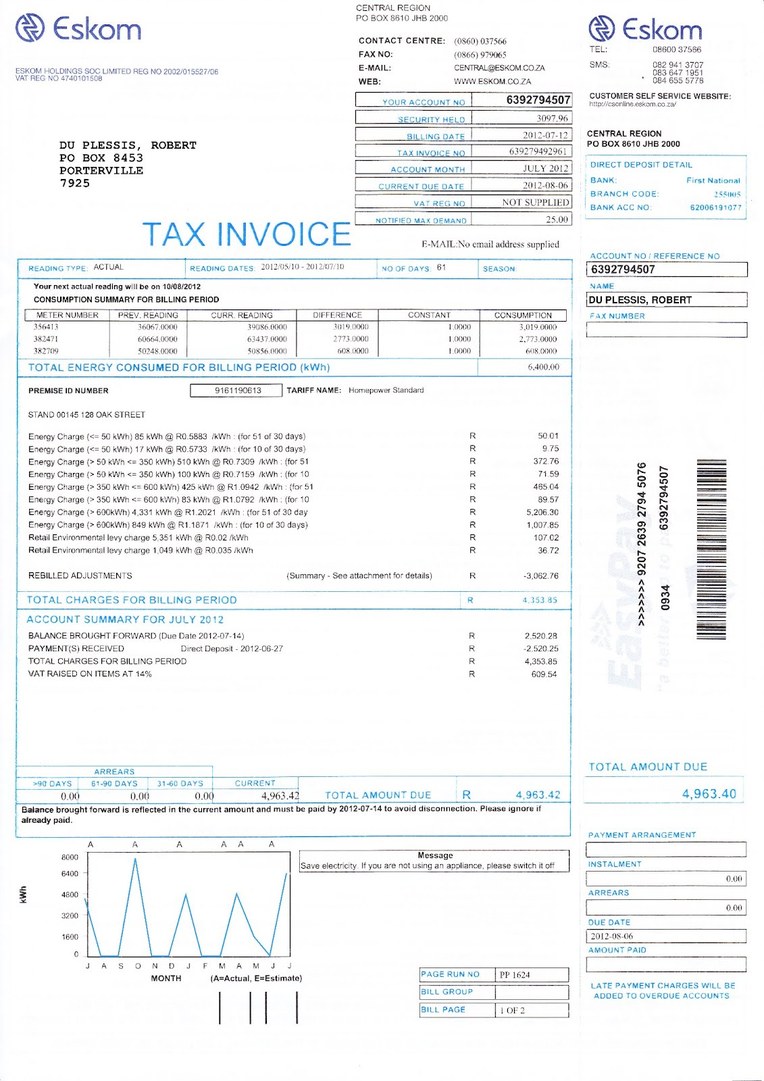 Eskom
ESKOM HOLDINGS SOC LIMITED REG NO 2002/015527/06
VAT REG NO 4740101508
CENTRAL REGION
PO BOX 8610 JHB 2000
CONTACT CENTRE: (0860) 037566
FAX NO: (0866) 979065
E-MAIL: CENTRAL@ESKOM.CO.ZA
WEB: WWW.ESKOM.CO.ZA
YOUR ACCOUNT NO 6392794507
SECURITY HELD 3097.96
BILLING DATE 2012-07-12
TAX INVOICE NO 639279492961
ACCOUNT MONTH JULY 2012
CURRENT DUE DATE 2012-08-06
VAT REG NO NOT SUPPLIED
NOTIFIED MAX DEMAND 25.00
E-MAIL:No email address supplied
DU PLESSIS, ROBERT
PO BOX 8453
PORTERVILLE
7925
TAX INVOICE
READING TYPE: ACTUAL READING DATES: 2012/05/10 - 2012/07/10 NO OF DAYS: 61 SEASON:
Your next actual reading will be on 10/08/2012
CONSUMPTION SUMMARY FOR BILLING PERIOD
METER NUMBER PREV. READING CURR. READING DIFFERENCE CONSTANT CONSUMPTION
356413 36067.0000 39086.0000 3019.0000 1.0000 3,019.0000
382471 60664.0000 63437.0000 2773.0000 1.0000 2,773.0000
382709 50248.0000 50856.0000 608.0000 1.0000 608.0000
TOTAL ENERGY CONSUMED FOR BILLING PERIOD (kWh) 6,400.00
PREMISE ID NUMBER 9161190613 TARIFF NAME: Homepower Standard
STAND 00145 128 OAK STREET
Energy Charge (<= 50 kWh) 85 kWh @ R0.5883 /kWh : (for 51 of 30 days) R 50.01
Energy Charge (<= 50 kWh) 17 kWh @ R0.5733 /kWh : (for 10 of 30 days) R 9.75
Energy Charge (> 50 kWh <= 350 kWh) 510 kWh @ R0.7309 /kWh : (for 51 R 372.76
Energy Charge (> 50 kWh <= 350 kWh) 100 kWh @ R0.7159 /kWh : (for 10 R 71.59
Energy Charge (> 350 kWh <= 600 kWh) 425 kWh @ R1.0942 /kWh : (for 51 R 465.04
Energy Charge (> 350 kWh <= 600 kWh) 83 kWh @ R1.0792 /kWh : (for 10 R 89.57
Energy Charge (> 600kWh) 4,331 kWh @ R1.2021 /kWh : (for 51 of 30 day R 5,206.30
Energy Charge (> 600kWh) 849 kWh @ R1.1871 /kWh : (for 10 of 30 days) R 1,007.85
Retail Environmental levy charge 5,351 kWh @ R0.02 /kWh R 107.02
Retail Environmental levy charge 1,049 kWh @ R0.035 /kWh R 36.72
REBILLED ADJUSTMENTS (Summary - See attachment for details) R -3,062.76
TOTAL CHARGES FOR BILLING PERIOD R 4,353.85
ACCOUNT SUMMARY FOR JULY 2012
BALANCE BROUGHT FORWARD (Due Date 2012-07-14) R 2,520.28
PAYMENT(S) RECEIVED Direct Deposit - 2012-06-27 R -2,520.25
TOTAL CHARGES FOR BILLING PERIOD R 4,353.85
VAT RAISED ON ITEMS AT 14% R 609.54
ARREARS
>90 DAYS 61-90 DAYS 31-60 DAYS CURRENT
0.00 0.00 0.00 4,963.42 TOTAL AMOUNT DUE R 4,963.42
Balance brought forward is reflected in the current amount and must be paid by 2012-07-14 to avoid disconnection. Please ignore if
already paid.
A A A A A A
8000
6400
4800
3200
1600
0
kWh
J A S O N D J F M A M J J
MONTH (A=Actual, E=Estimate)
Message
Save electricity. If you are not using an appliance, please switch it off
PAGE RUN NO PP 1624
BILL GROUP
BILL PAGE 1 OF 2
Eskom
TEL: 08600 37566
SMS: 082 941 3707
083 647 1951
* 084 655 5778
CUSTOMER SELF SERVICE WEBSITE:
http://csonline.eskom.co.za/
CENTRAL REGION
PO BOX 8610 JHB 2000
DIRECT DEPOSIT DETAIL
BANK: First National
BRANCH CODE: 255005
BANK ACC NO: 62006191077
ACCOUNT NO / REFERENCE NO
6392794507
NAME
DU PLESSIS, ROBERT
FAX NUMBER
>>>>>>> 9207 2639 2794 5076
0934 6392794507
EasyPay
TOTAL AMOUNT DUE
4,963.40
PAYMENT ARRANGEMENT
INSTALMENT
0.00
ARREARS
0.00
DUE DATE
2012-08-06
AMOUNT PAID
LATE PAYMENT CHARGES WILL BE
ADDED TO OVERDUE ACCOUNTS